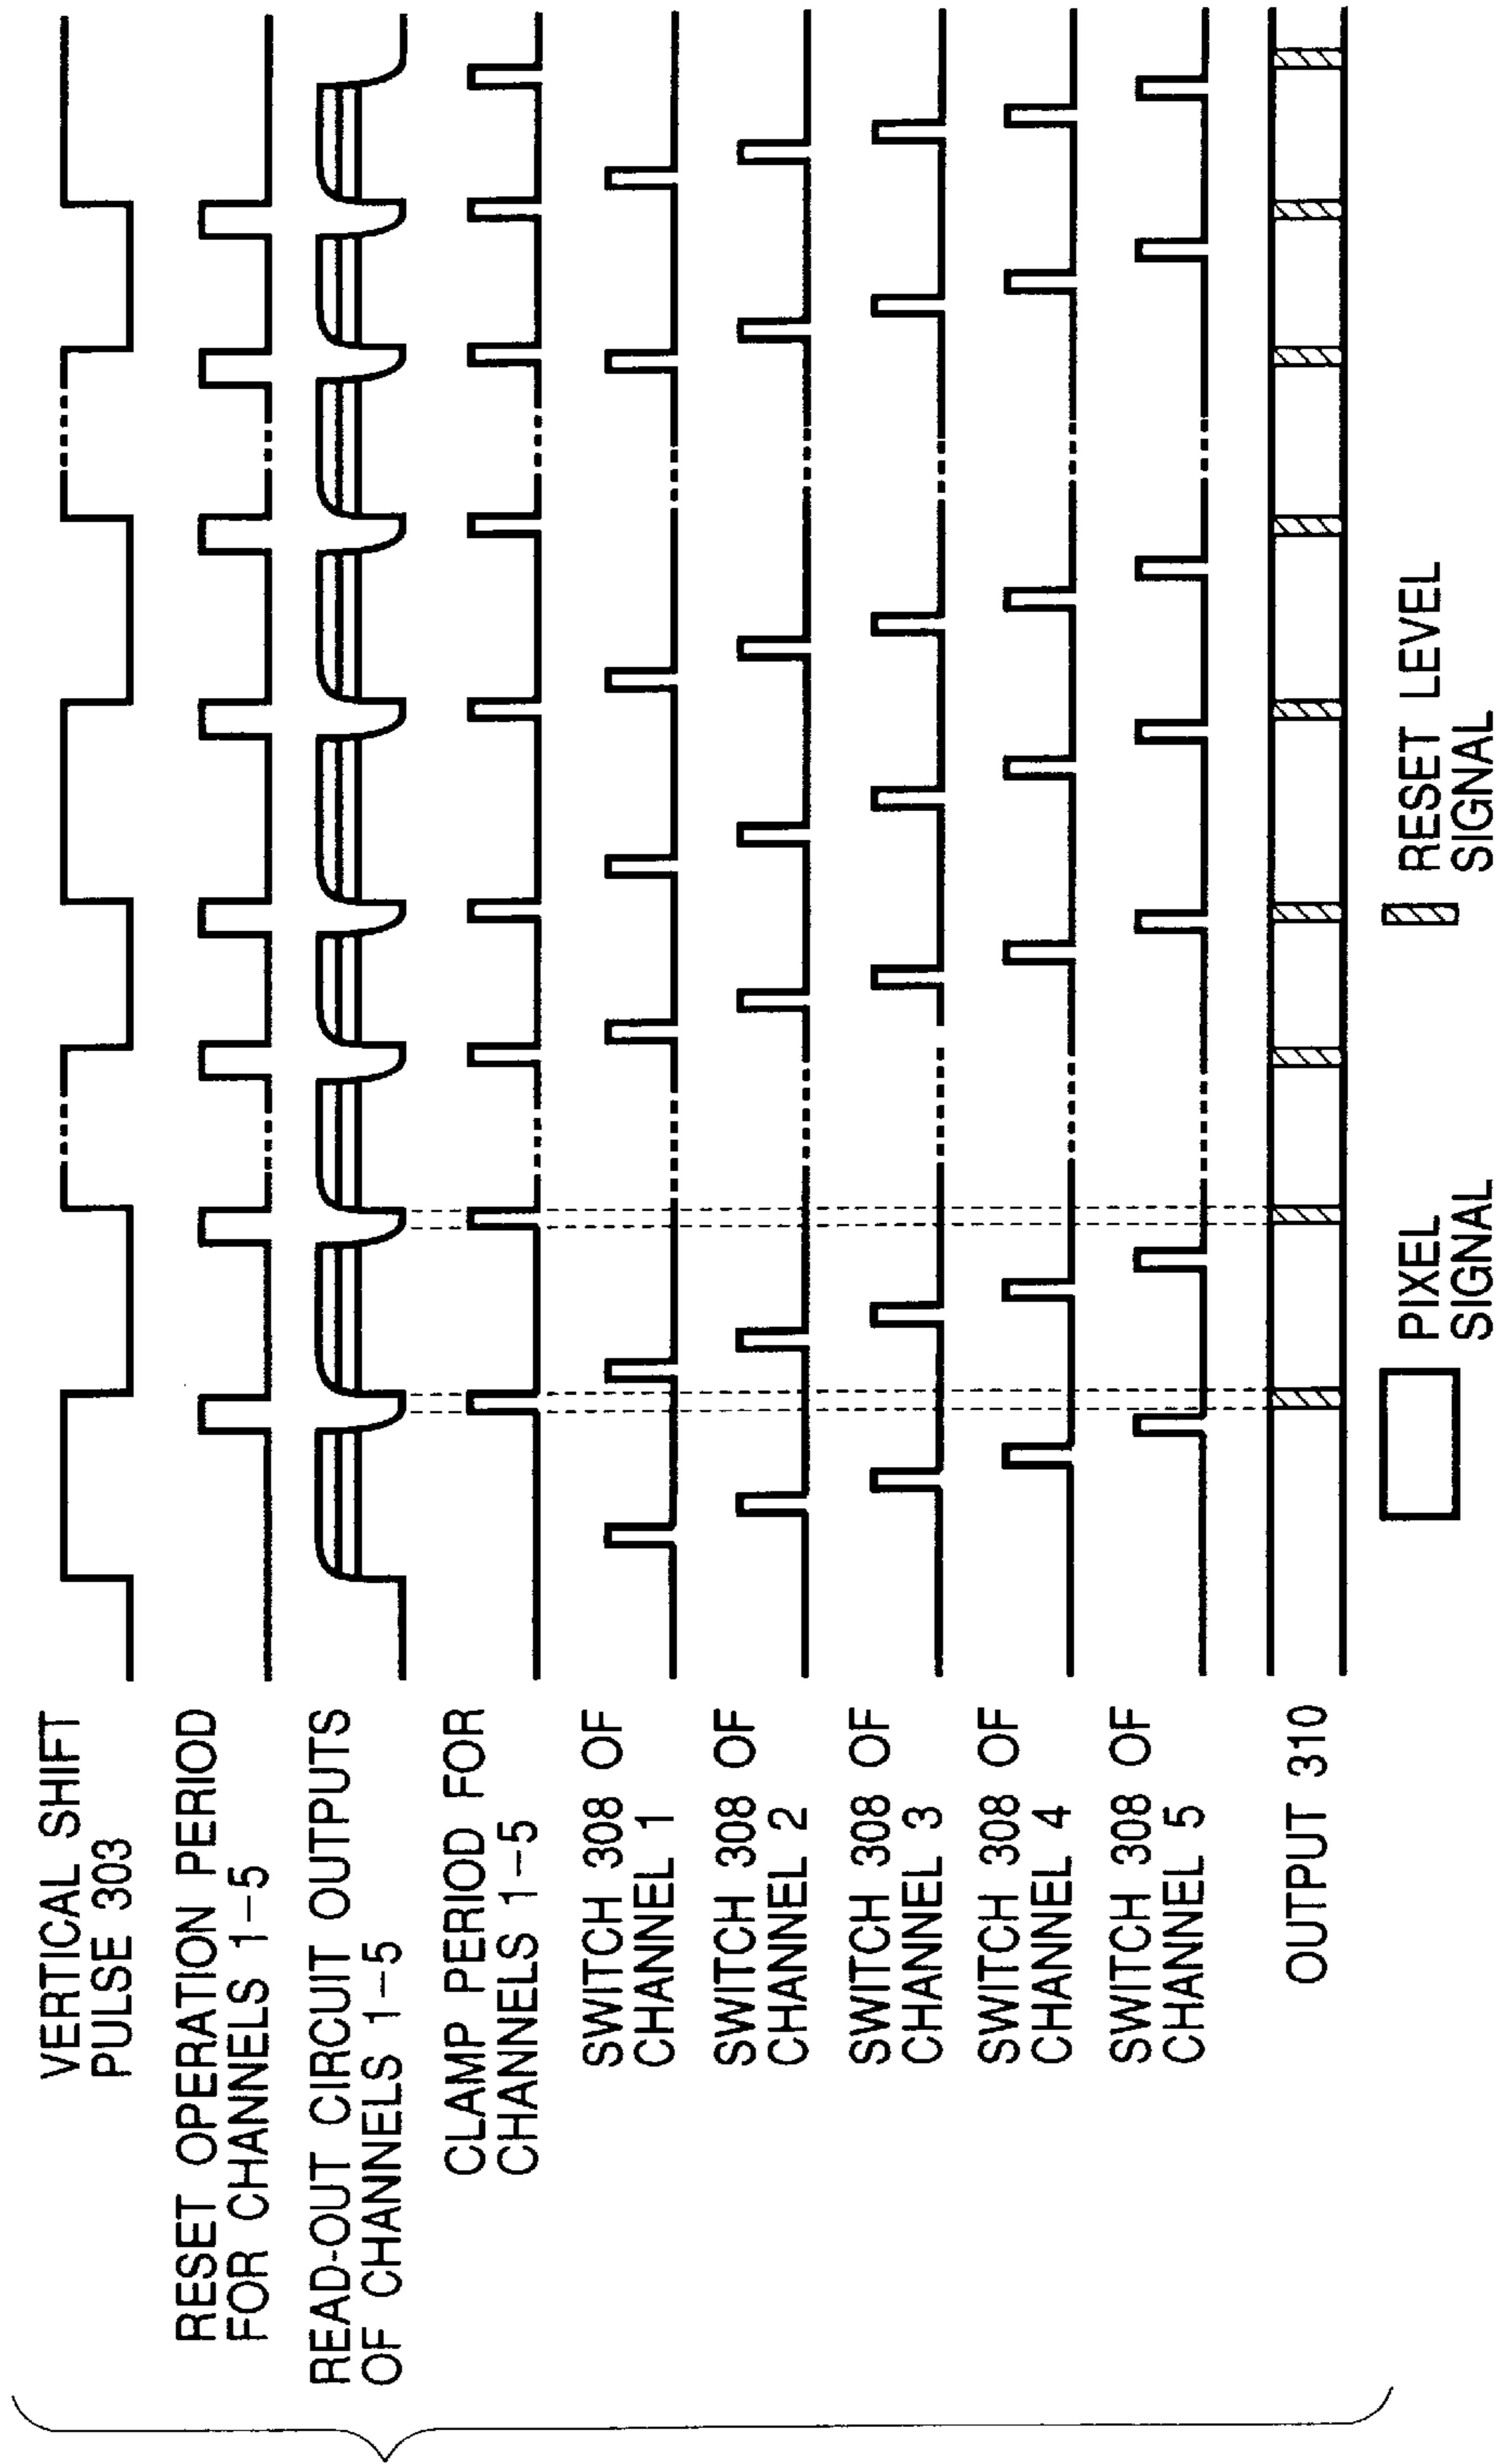 VERTICAL SHIFT
PULSE 303
RESET OPERATION PERIOD
FOR CHANNELS 1-5
READ-OUT CIRCUIT OUTPUTS
OF CHANNELS 1-5
CLAMP PERIOD FOR
CHANNELS 1-5
SWITCH 308 OF
CHANNEL 1
SWITCH 308 OF
CHANNEL 2
SWITCH 308 OF
CHANNEL 3
SWITCH 308 OF
CHANNEL 4
SWITCH 308 OF
CHANNEL 5
OUTPUT 310
PIXEL
SIGNAL
RESET LEVEL
SIGNAL